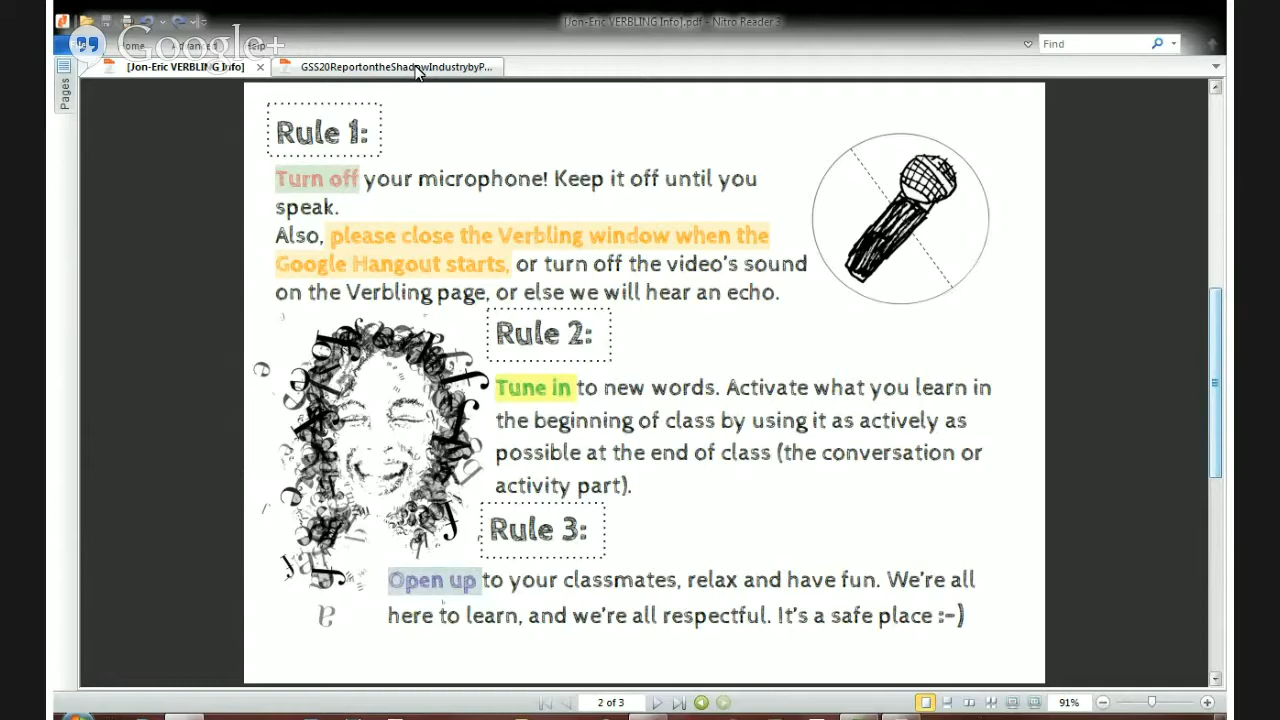 [Jon-Eric VERBLING Info].pdf - Nitro Reader 3
Google+
File Home Advanced Help
Find
[Jon-Eric VERBLING Info]
GSS20ReportontheShadowIndustrybyP...
Pages
Rule 1:
Turn off your microphone! Keep it off until you
speak.
Also, please close the Verbling window when the
Google Hangout starts, or turn off the video's sound
on the Verbling page, or else we will hear an echo.
Rule 2:
Tune in to new words. Activate what you learn in
the beginning of class by using it as actively as
possible at the end of class (the conversation or
activity part).
Rule 3:
Open up to your classmates, relax and have fun. We're all
here to learn, and we're all respectful. It's a safe place :-)
2 of 3
91%